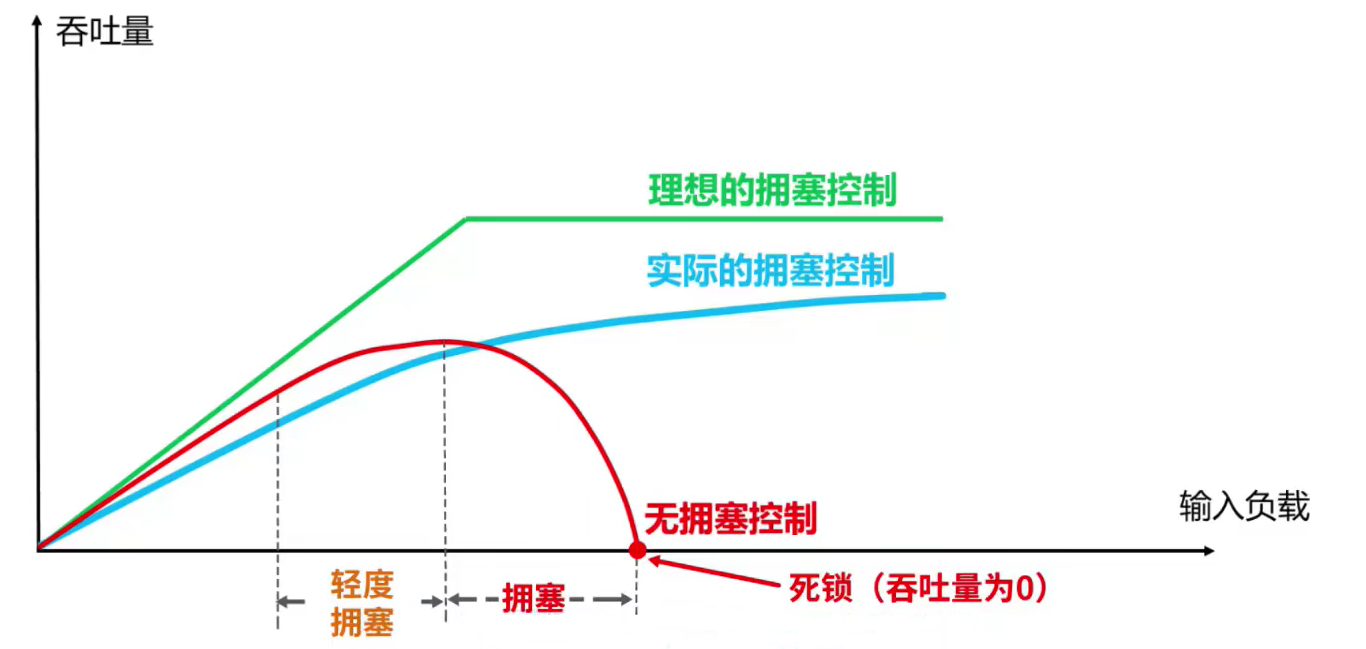 吞吐量
理想的拥塞控制
实际的拥塞控制
无拥塞控制
输入负载
轻度
拥塞
拥塞
死锁（吞吐量为0）